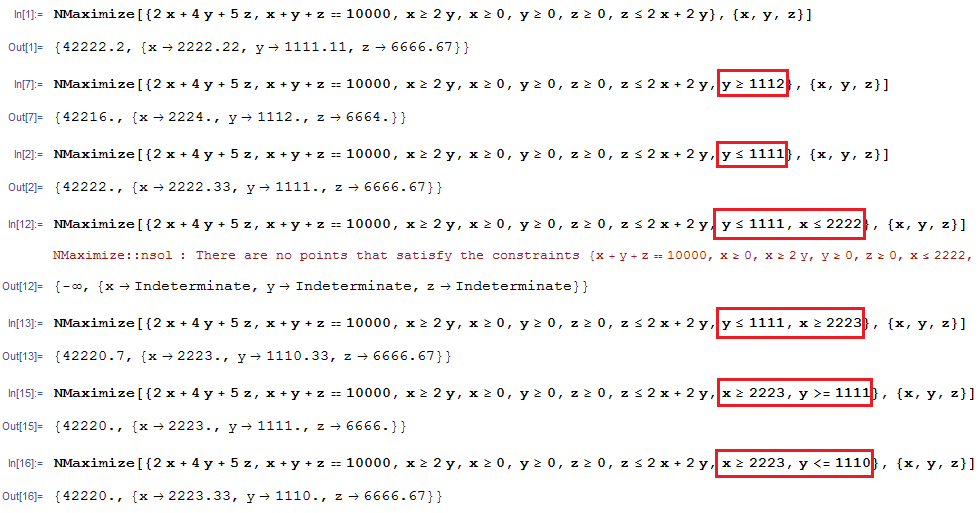 In[1]:= NMaximize[{2 x + 4 y + 5 z, x + y + z == 10000, x ≥ 2 y, x ≥ 0, y ≥ 0, z ≥ 0, z ≤ 2 x + 2 y}, {x, y, z}]
Out[1]= {42222.2, {x → 2222.22, y → 1111.11, z → 6666.67}}
In[7]:= NMaximize[{2 x + 4 y + 5 z, x + y + z == 10000, x ≥ 2 y, x ≥ 0, y ≥ 0, z ≥ 0, z ≤ 2 x + 2 y, y ≥ 1112}, {x, y, z}]
Out[7]= {42216., {x → 2224., y → 1112., z → 6664.}}
In[2]:= NMaximize[{2 x + 4 y + 5 z, x + y + z == 10000, x ≥ 2 y, x ≥ 0, y ≥ 0, z ≥ 0, z ≤ 2 x + 2 y, y ≤ 1111}, {x, y, z}]
Out[2]= {42222., {x → 2222.33, y → 1111., z → 6666.67}}
In[12]:= NMaximize[{2 x + 4 y + 5 z, x + y + z == 10000, x ≥ 2 y, x ≥ 0, y ≥ 0, z ≥ 0, z ≤ 2 x + 2 y, y ≤ 1111, x ≤ 2222}, {x, y, z}]
NMaximize::nsol : There are no points that satisfy the constraints {x + y + z == 10000, x ≥ 0, x ≥ 2 y, y ≥ 0, z ≥ 0, x ≤ 2222,
Out[12]= {-∞, {x → Indeterminate, y → Indeterminate, z → Indeterminate}}
In[13]:= NMaximize[{2 x + 4 y + 5 z, x + y + z == 10000, x ≥ 2 y, x ≥ 0, y ≥ 0, z ≥ 0, z ≤ 2 x + 2 y, y ≤ 1111, x ≥ 2223}, {x, y, z}]
Out[13]= {42220.7, {x → 2223., y → 1110.33, z → 6666.67}}
In[15]:= NMaximize[{2 x + 4 y + 5 z, x + y + z == 10000, x ≥ 2 y, x ≥ 0, y ≥ 0, z ≥ 0, z ≤ 2 x + 2 y, x ≥ 2223, y >= 1111}, {x, y, z}]
Out[15]= {42220., {x → 2223., y → 1111., z → 6666.}}
In[16]:= NMaximize[{2 x + 4 y + 5 z, x + y + z == 10000, x ≥ 2 y, x ≥ 0, y ≥ 0, z ≥ 0, z ≤ 2 x + 2 y, x ≥ 2223, y <= 1110}, {x, y, z}]
Out[16]= {42220., {x → 2223.33, y → 1110., z → 6666.67}}